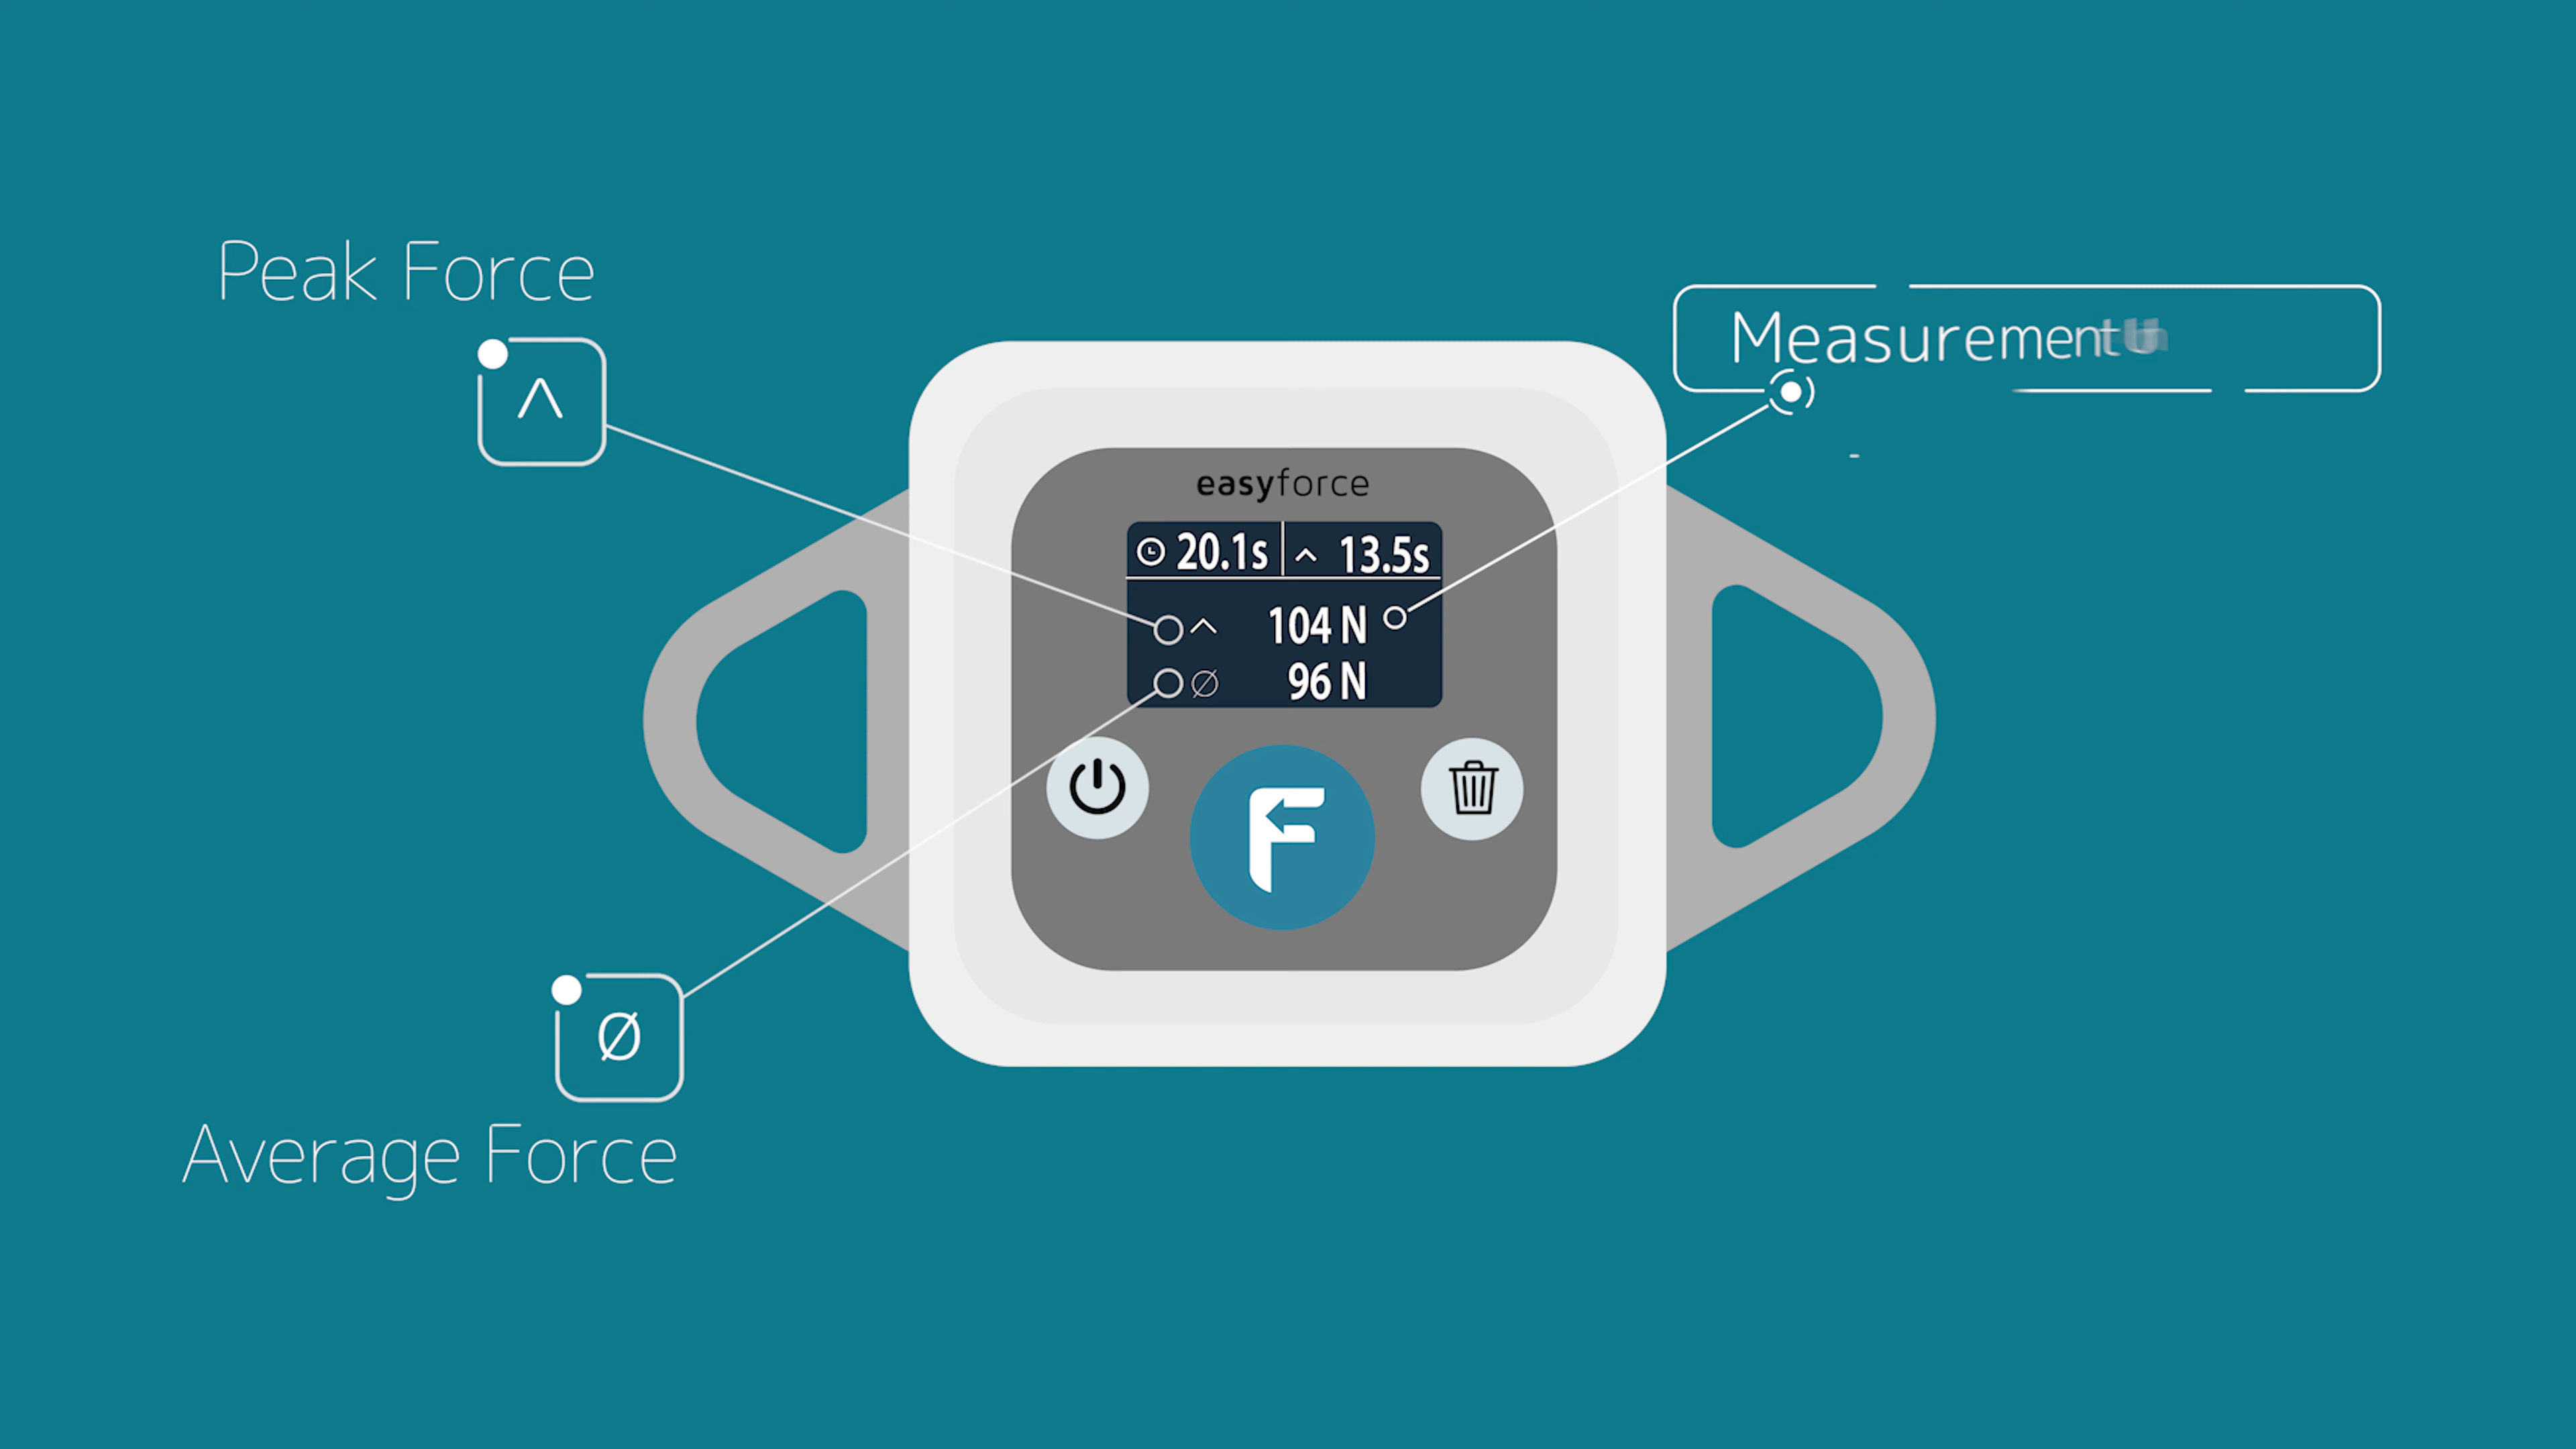 Peak Force
^
Measurement
easyforce
20.1s ^ 13.5s
^ 104 N
Ø 96 N
F
Ø
Average Force